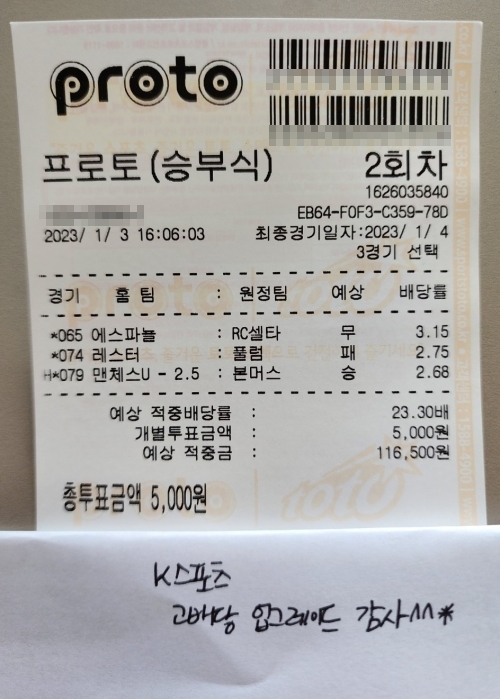 proto
프로토(승부식) 2회차
1626035840
EB64-F0F3-C359-78D
2023/ 1/ 3 16:06:03 최종경기일자:2023/ 1/ 4
3경기 선택
경기 홈 팀 : 원정팀 예상 배당률
*065 에스파뇰 : RC셀타 무 3.15
*074 레스터 : 풀럼 패 2.75
H*079 맨체스U - 2.5 : 본머스 승 2.68
예상 적중배당률 : 23.30배
개별투표금액 : 5,000원
예상 적중금 : 116,500원
총투표금액 5,000원
K스포츠
고배당 업그레이드 감사^^*